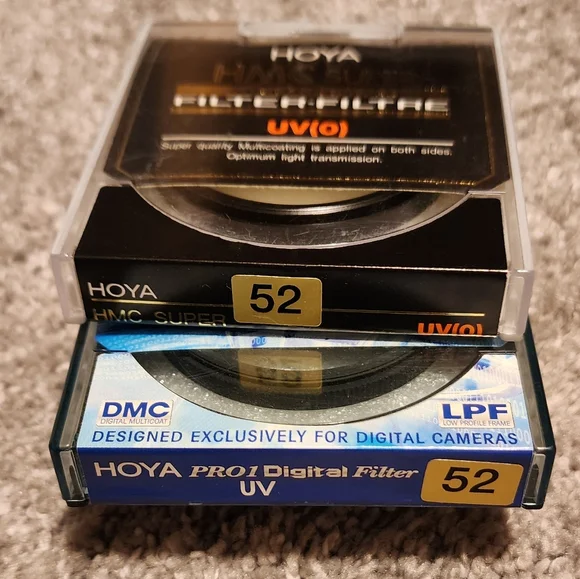 HOYA
HMC SUPER
FILTER·FILTRE
UV(0)
Super quality Multicoating is applied on both sides.
Optimum light transmission.
HOYA
52
HMC SUPER
UV(0)
DMC
DIGITAL MULTICOAT
LPF
LOW PROFILE FRAME
DESIGNED EXCLUSIVELY FOR DIGITAL CAMERAS
HOYA PRO1 Digital Filter
UV
52